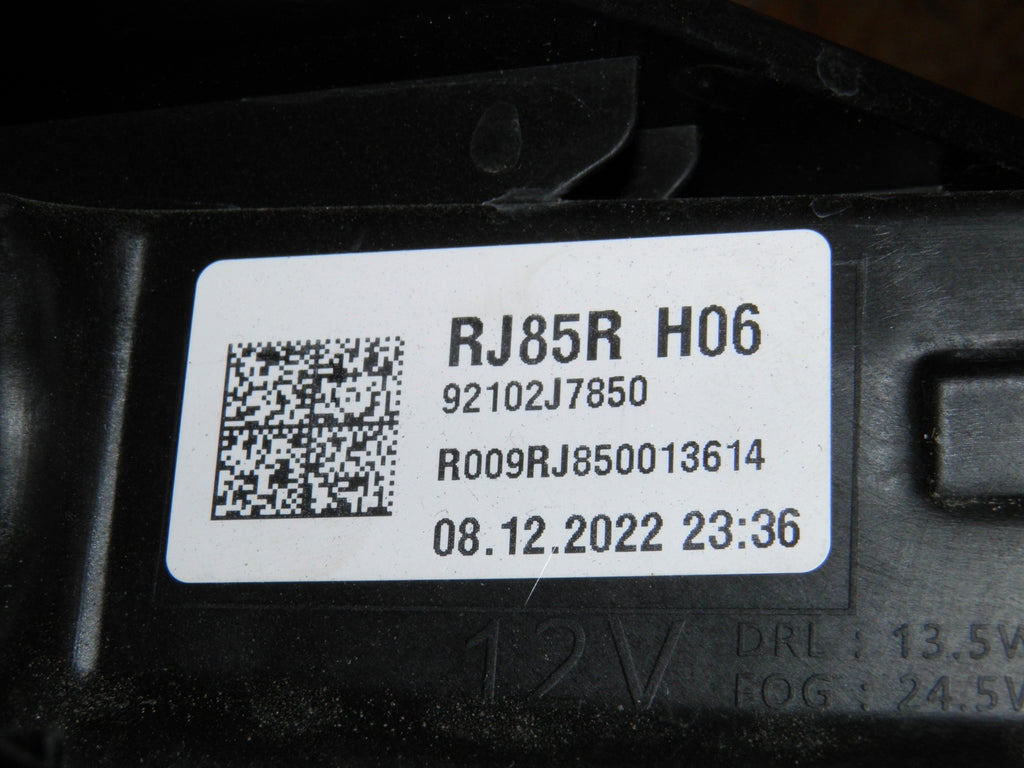 RJ85R H06
92102J7850
R009RJ850013614
08.12.2022 23:36
12V
DRL : 13.5W
FOG : 24.5W